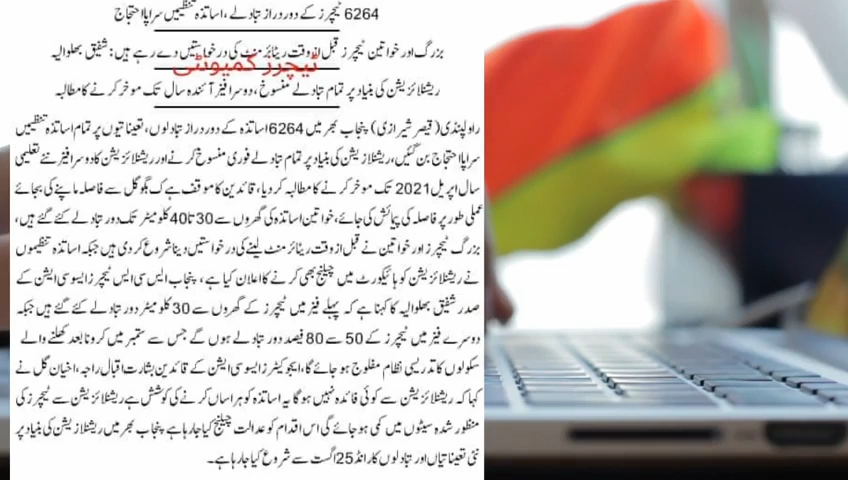 6264 ٹیچرز کے دور دراز تبادلے، اساتذہ تنظیمیں سراپا احتجاج
بزرگ اور خواتین ٹیچرز قبل از وقت ریٹائرمنٹ کی درخواستیں دے رہے ہیں: شفیق بھلوالیہ
ٹیچرز کمیونٹی
ریشنلائزیشن کی بنیاد پر تمام تبادلے منسوخ، دوسرا فیز آئندہ سال تک موخر کرنے کا مطالبہ
راولپنڈی (قیصر شیرازی) پنجاب بھر میں 6264 اساتذہ کے دور دراز تبادلوں، تعیناتیوں پر تمام اساتذہ تنظیمیں
سراپا احتجاج بن گئیں، ریشنلازیشن کی بنیاد پر تمام تبادلے فوری منسوخ کرنے اور ریشنلائزیشن کا دوسرا فیز نئے تعلیمی
سال اپریل 2021 تک موخر کرنے کا مطالبہ کر دیا، قائدین کا موقف ہے کہ گوگل سے فاصلہ ماپنے کی بجائے
عملی طور پر فاصلہ کی پیمائش کی جائے، خواتین اساتذہ کی گھروں سے 30 تا 40 کلومیٹر تک دور تبادلے کئے گئے ہیں،
بزرگ ٹیچرز اور خواتین نے قبل از وقت ریٹائرمنٹ لینے کی درخواستیں دینا شروع کر دی ہیں جبکہ اساتذہ تنظیموں
نے ریشنلازیشن کو ہائیکورٹ میں چیلنج بھی کرنے کا اعلان کیا ہے، پنجاب ایس سی ایس ٹیچرز ایسوسی ایشن کے
صدر شفیق بھلوالیہ کا کہنا ہے کہ پہلے فیز میں ٹیچرز کے گھروں سے 30 کلومیٹر دور تبادلے کئے گئے ہیں جبکہ
دوسرے فیز میں ٹیچرز کے 50 سے 80 فیصد دور تبادلے ہوں گے جس سے ستمبر میں کرونا بعد کھلنے والے
سکولوں کا تدریسی نظام مفلوج ہو جائے گا، ایجوکیٹرز ایسوسی ایشن کے قائدین بشارت اقبال راجہ، اخیان گل نے
کہا کہ ریشنلازیشن سے کوئی فائدہ نہیں ہوگا یہ اساتذہ کو ہراساں کرنے کی کوشش ہے ریشنلازیشن سے ٹیچرز کی
منظور شدہ سیٹوں میں کمی ہو جائے گی اس اقدام کو عدالت چیلنج کیا جا رہا ہے پنجاب بھر میں ریشنلازیشن کی بنیاد پر
نئی تعیناتیاں اور تبادلوں کا راؤنڈ 25 اگست سے شروع کیا جا رہا ہے۔